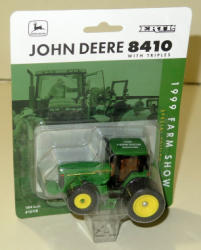 JOHN DEERE
ERTL
JOHN DEERE 8410
WITH TRIPLES
1999 FARM SHOW